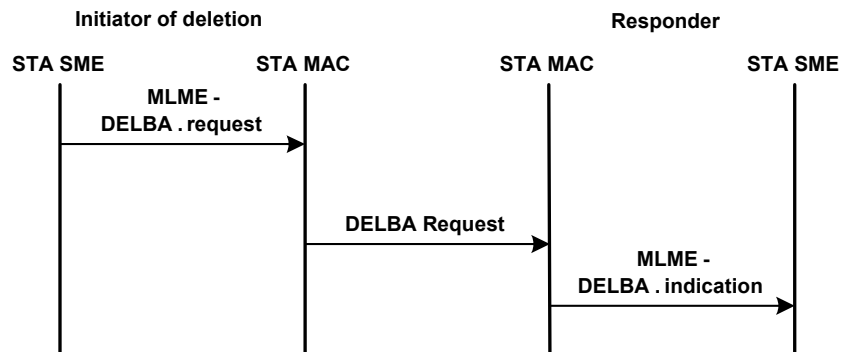 Initiator of deletion
Responder
STA SME
STA MAC
STA MAC
STA SME
MLME -
DELBA . request
DELBA Request
MLME -
DELBA . indication